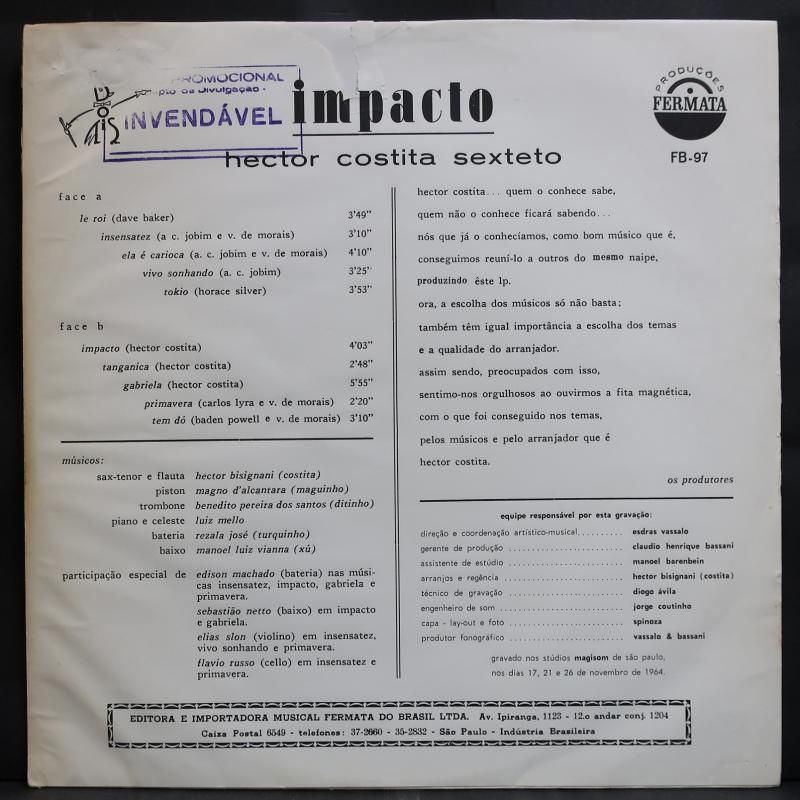 PROMOCIONAL
de Divulgação -
INVENDÁVEL
impacto
hector costita sexteto
PRODUÇÕES
FERMATA
FB-97
face a
le roi (dave baker) 3'49"
insensatez (a. c. jobim e v. de morais) 3'10"
ela é carioca (a. c. jobim e v. de morais) 4'10"
vivo sonhando (a. c. jobim) 3'25"
tokio (horace silver) 3'53"
face b
impacto (hector costita) 4'03"
tanganica (hector costita) 2'48"
gabriela (hector costita) 5'55"
primavera (carlos lyra e v. de morais) 2'20"
tem dó (baden powell e v. de morais) 3'10"
músicos:
sax-tenor e flauta hector bisignani (costita)
piston magno d'alcantara (maguinho)
trombone benedito pereira dos santos (ditinho)
piano e celeste luiz mello
bateria rezala josé (turquinho)
baixo manoel luiz vianna (xú)
participação especial de edison machado (bateria) nas músi-
cas insensatez, impacto, gabriela e
primavera.
sebastião netto (baixo) em impacto
e gabriela.
elias slon (violino) em insensatez,
vivo sonhando e primavera.
flavio russo (cello) em insensatez e
primavera.
hector costita... quem o conhece sabe,
quem não o conhece ficará sabendo...
nós que já o conhecíamos, como bom músico que é,
conseguimos reuní-lo a outros do mesmo naipe,
produzindo êste lp.
ora, a escolha dos músicos só não basta;
também têm igual importância a escolha dos temas
e a qualidade do arranjador.
assim sendo, preocupados com isso,
sentimo-nos orgulhosos ao ouvirmos a fita magnética,
com o que foi conseguido nos temas,
pelos músicos e pelo arranjador que é
hector costita.
os produtores
equipe responsável por esta gravação:
direção e coordenação artístico-musical.......... esdras vassalo
gerente de produção ........................ claudio henrique bassani
assistente de estúdio ........................ manoel barenbein
arranjos e regência ......................... hector bisignani (costita)
técnico de gravação ......................... diogo ávila
engenheiro de som .......................... jorge coutinho
capa - lay-out e foto ........................ spinoza
produtor fonográfico ........................ vassalo & bassani
gravado nos stúdios magisom de são paulo,
nos dias 17, 21 e 26 de novembro de 1964.
EDITORA E IMPORTADORA MUSICAL FERMATA DO BRASIL LTDA. Av. Ipiranga, 1123 - 12.o andar conj. 1204
Caixa Postal 6549 - telefones: 37-2660 - 35-2832 - São Paulo - Indústria Brasileira